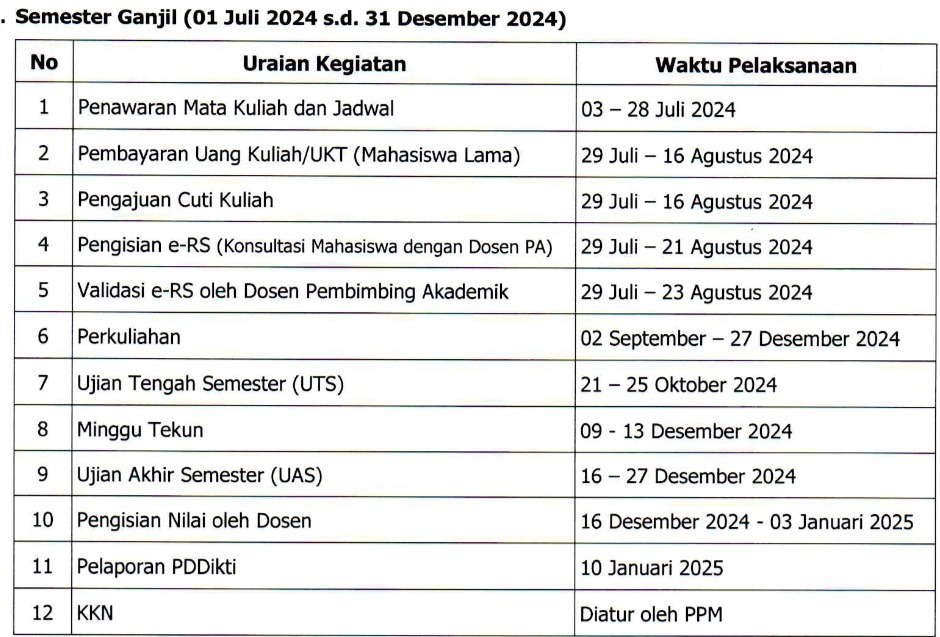 . Semester Ganjil (01 Juli 2024 s.d. 31 Desember 2024)
No Uraian Kegiatan Waktu Pelaksanaan
1 Penawaran Mata Kuliah dan Jadwal 03 – 28 Juli 2024
2 Pembayaran Uang Kuliah/UKT (Mahasiswa Lama) 29 Juli – 16 Agustus 2024
3 Pengajuan Cuti Kuliah 29 Juli – 16 Agustus 2024
4 Pengisian e-RS (Konsultasi Mahasiswa dengan Dosen PA) 29 Juli – 21 Agustus 2024
5 Validasi e-RS oleh Dosen Pembimbing Akademik 29 Juli – 23 Agustus 2024
6 Perkuliahan 02 September – 27 Desember 2024
7 Ujian Tengah Semester (UTS) 21 – 25 Oktober 2024
8 Minggu Tekun 09 - 13 Desember 2024
9 Ujian Akhir Semester (UAS) 16 – 27 Desember 2024
10 Pengisian Nilai oleh Dosen 16 Desember 2024 - 03 Januari 2025
11 Pelaporan PDDikti 10 Januari 2025
12 KKN Diatur oleh PPM